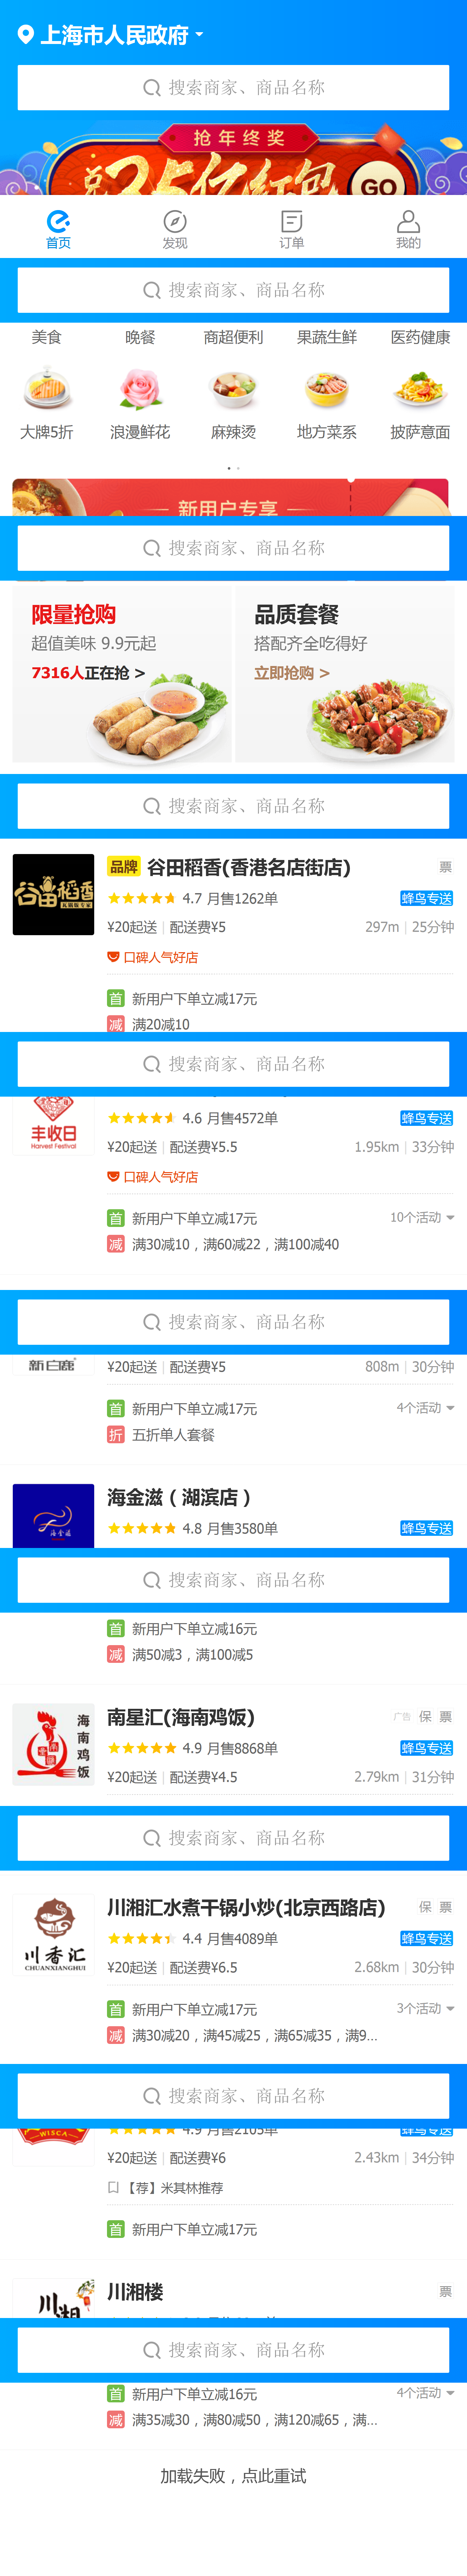 上海市人民政府
搜索商家、商品名称
抢年终奖
兑25亿红包
GO
首页 发现 订单 我的
搜索商家、商品名称
美食 晚餐 商超便利 果蔬生鲜 医药健康
大牌5折 浪漫鲜花 麻辣烫 地方菜系 披萨意面
新用户专享
搜索商家、商品名称
限量抢购 品质套餐
超值美味 9.9元起 搭配齐全吃得好
7316人正在抢 > 立即抢购 >
搜索商家、商品名称
谷田稻香
瓦锅饭专家
品牌 谷田稻香(香港名店街店) 票
4.7 月售1262单 蜂鸟专送
¥20起送 配送费¥5 297m 25分钟
口碑人气好店
首 新用户下单立减17元
减 满20减10
搜索商家、商品名称
丰收日
Harvest Festival
4.6 月售4572单 蜂鸟专送
¥20起送 配送费¥5.5 1.95km 33分钟
口碑人气好店
首 新用户下单立减17元 10个活动
减 满30减10，满60减22，满100减40
搜索商家、商品名称
新白鹿
¥20起送 配送费¥5 808m 30分钟
首 新用户下单立减17元 4个活动
折 五折单人套餐
海金滋
海金滋（湖滨店）
4.8 月售3580单 蜂鸟专送
搜索商家、商品名称
首 新用户下单立减16元
减 满50减3，满100减5
海南鸡饭
南星汇(海南鸡饭) 广告 保 票
4.9 月售8868单 蜂鸟专送
¥20起送 配送费¥4.5 2.79km 31分钟
搜索商家、商品名称
川香汇
CHUANXIANGHUI
川湘汇水煮干锅小炒(北京西路店) 保 票
4.4 月售4089单 蜂鸟专送
¥20起送 配送费¥6.5 2.68km 30分钟
首 新用户下单立减17元 3个活动
减 满30减20，满45减25，满65减35，满9...
搜索商家、商品名称
WISCA
4.9 月售2105单 蜂鸟专送
¥20起送 配送费¥6 2.43km 34分钟
【荐】米其林推荐
首 新用户下单立减17元
川湘
川湘楼 票
搜索商家、商品名称
首 新用户下单立减16元 4个活动
减 满35减30，满80减50，满120减65，满...
加载失败，点此重试